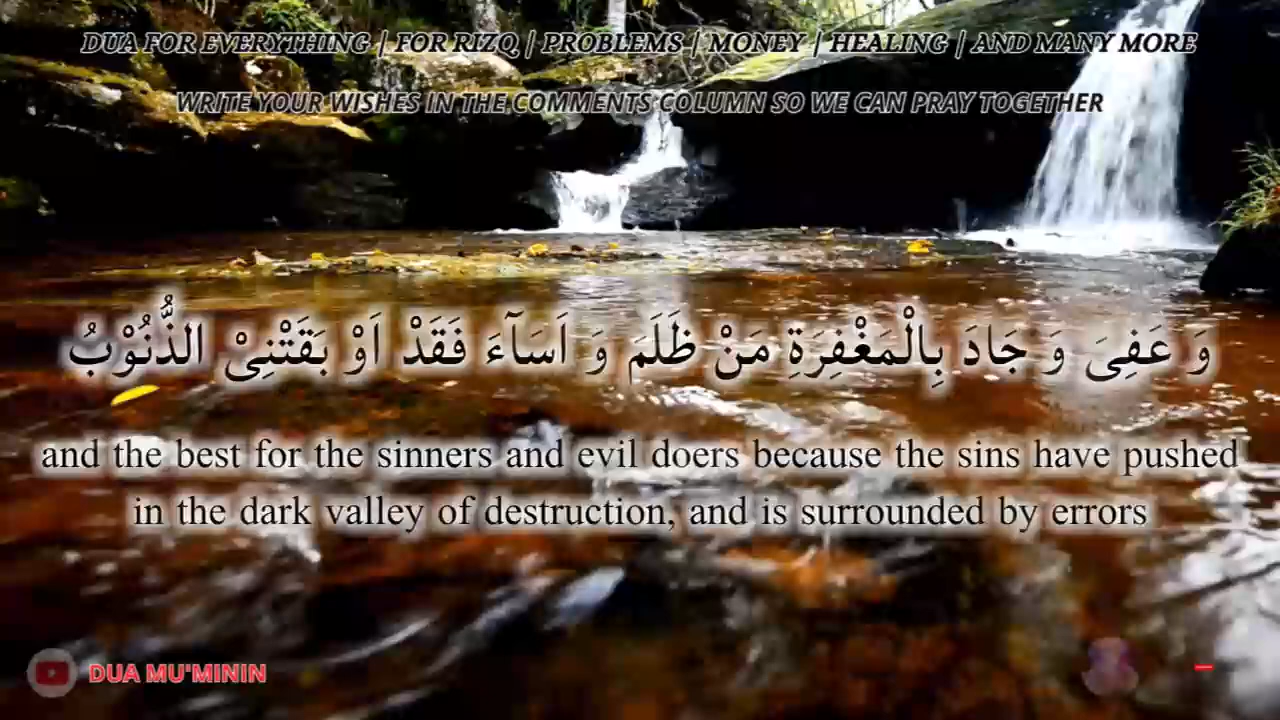 DUA FOR EVERYTHING | FOR RIZQ | PROBLEMS | MONEY | HEALING | AND MANY MORE
WRITE YOUR WISHES IN THE COMMENTS COLUMN SO WE CAN PRAY TOGETHER
وَ عَفِیَ وَ جَادَ بِالْمَغْفِرَةِ مَنْ ظَلَمَ وَ اَسَآءَ فَقَدْ اَوْ بَقَتْنِیْ الذُّنُوْبُ
and the best for the sinners and evil doers because the sins have pushed
in the dark valley of destruction, and is surrounded by errors
DUA MU'MININ